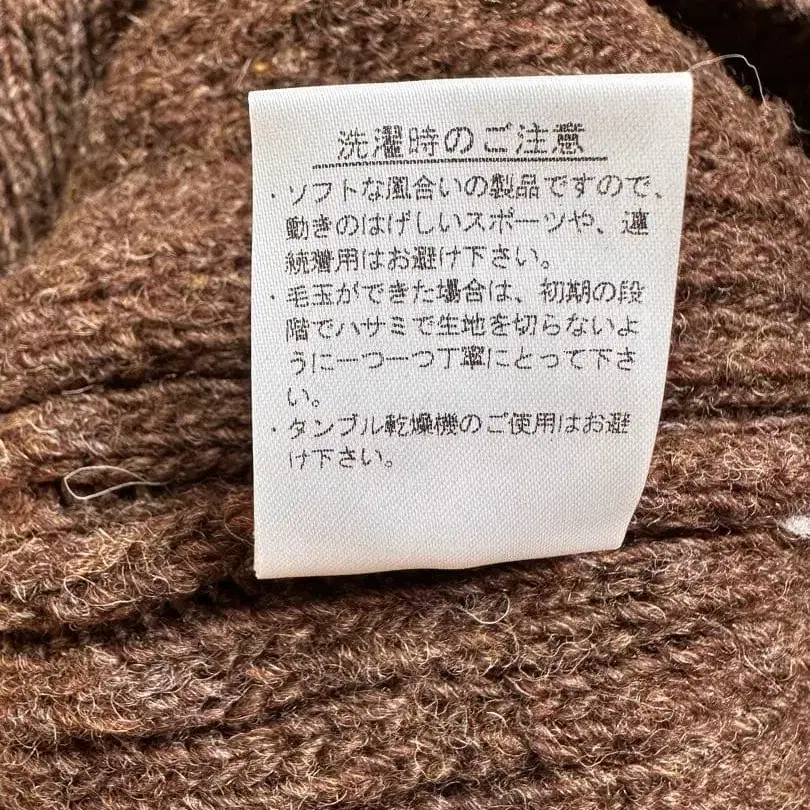 洗濯時のご注意
・ソフトな風合いの製品ですので、
動きのはげしいスポーツや、連
続着用はお避け下さい。
・毛玉ができた場合は、初期の段
階でハサミで生地を切らないよ
うに一つ一つ丁寧にとって下さ
い。
・タンブル乾燥機のご使用はお避
け下さい。